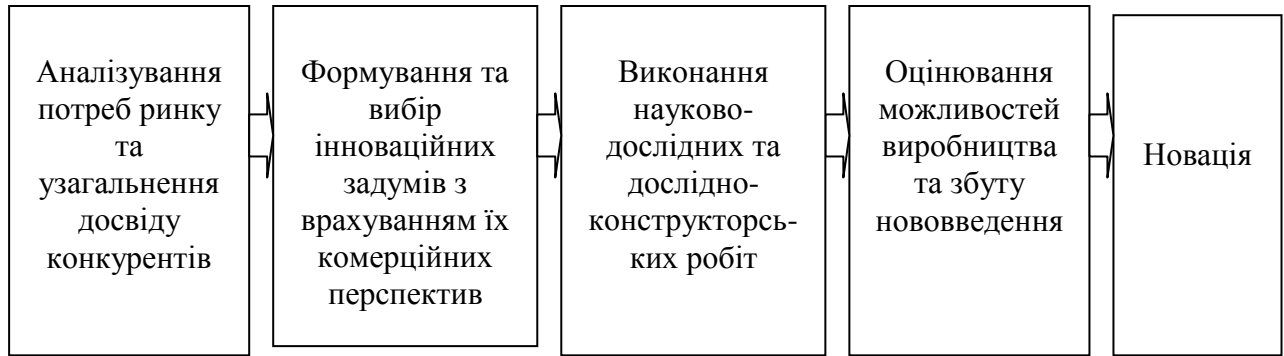 Аналізування
потреб ринку
та
узагальнення
досвіду
конкурентів
Формування та
вибір
інноваційних
задумів з
врахуванням їх
комерційних
перспектив
Виконання
науково-
дослідних та
дослідно-
конструкторсь-
ких робіт
Оцінювання
можливостей
виробництва
та збуту
нововведення
Новація